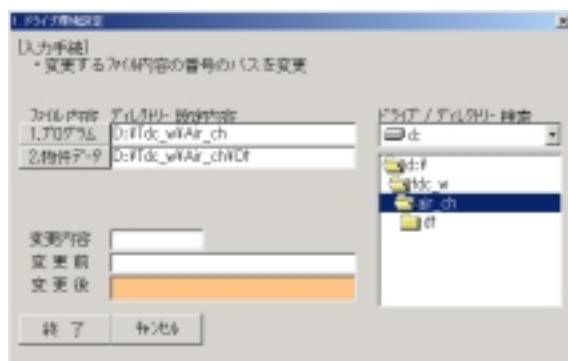 1.ドライブ環境設定
[入力手続]
・変更するファイル内容の番号のパスを変更
ファイル内容 ディレクトリー 設定内容
1.プログラム D:¥Tdc_w¥Air_ch
2.物件データ D:¥Tdc_w¥Air_ch¥Df
変更内容
変更前
変更後
終了 キャンセル
ドライブ / ディレクトリー 検索
d:
d:¥
tdc_w
air_ch
df